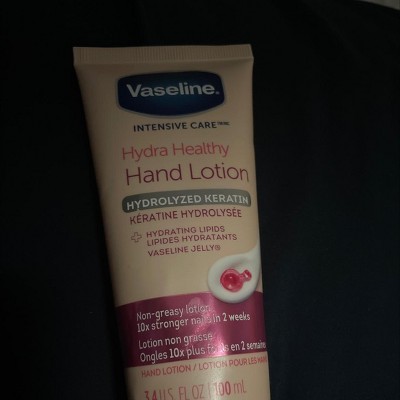 Vaseline.
INTENSIVE CARE
Hydra Healthy
Hand Lotion
HYDROLYZED KERATIN
KÉRATINE HYDROLYSÉE
+ HYDRATING LIPIDS
LIPIDES HYDRATANTS
VASELINE JELLY®
Non-greasy lotion
10x stronger nails in 2 weeks
Lotion non grasse
Ongles 10x plus forts en 2 semaines
HAND LOTION / LOTION POUR LES MAINS
3.4 U.S. FL OZ | 100 mL